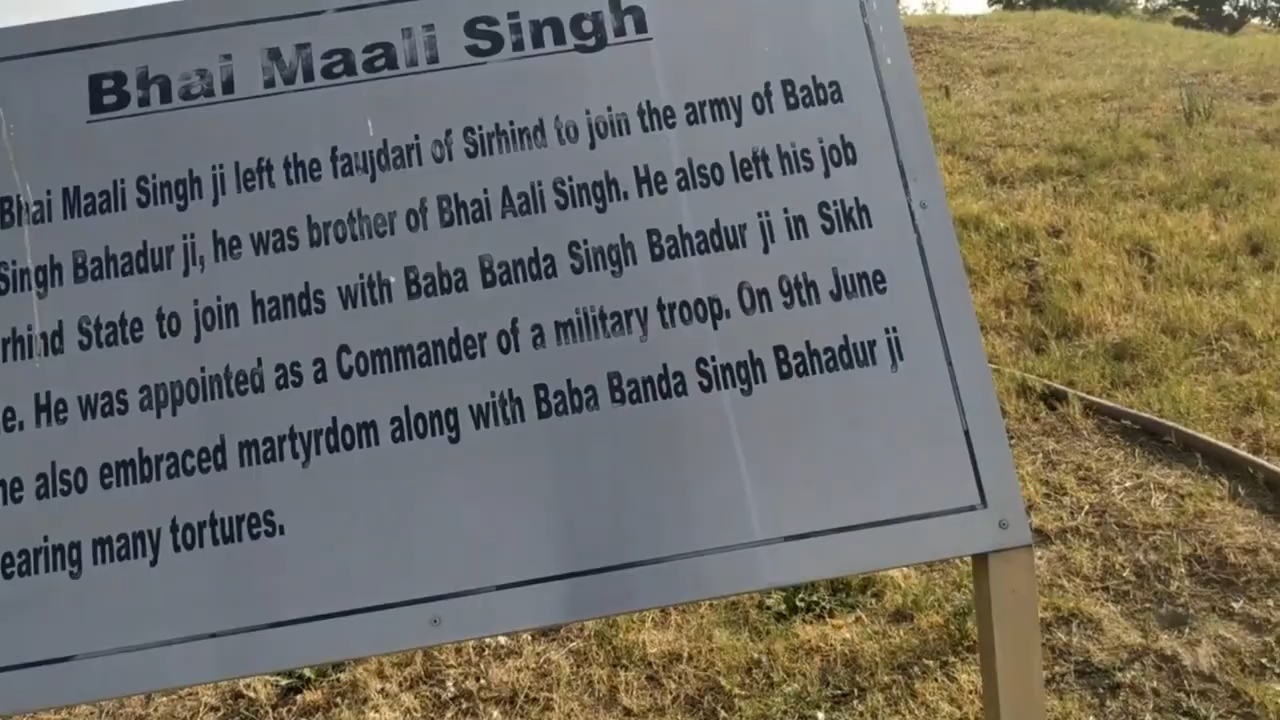 Bhai Maali Singh
Bhai Maali Singh ji left the faujdari of Sirhind to join the army of Baba
Singh Bahadur ji, he was brother of Bhai Aali Singh. He also left his job
State to join hands with Baba Banda Singh Bahadur ji in Sikh
He was appointed as a Commander of a military troop. On 9th June
also embraced martyrdom along with Baba Banda Singh Bahadur ji
many tortures.